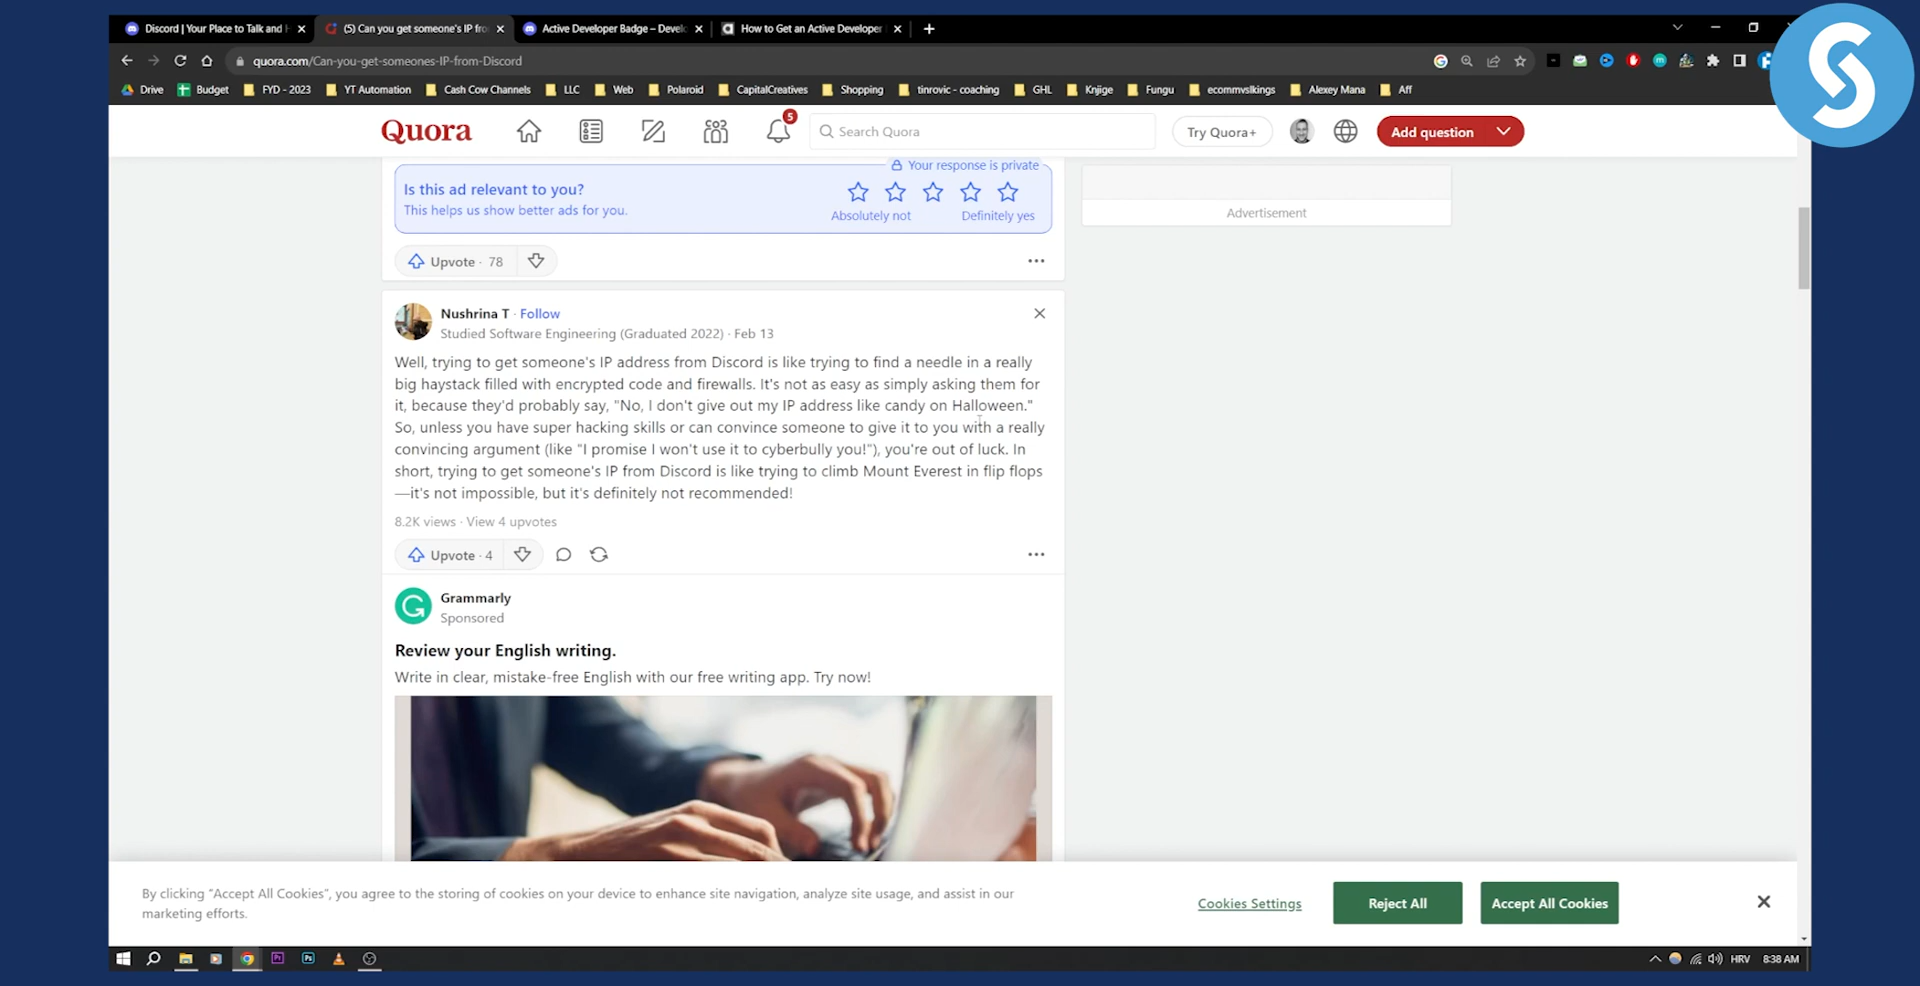 Discord | Your Place to Talk and H
(5) Can you get someone's IP fro
Active Developer Badge – Develo
How to Get an Active Developer
quora.com/Can-you-get-someones-IP-from-Discord
Drive
Budget
FYD - 2023
YT Automation
Cash Cow Channels
LLC
Web
Polaroid
CapitalCreatives
Shopping
tinrovic - coaching
GHL
Knjige
Fungu
ecommvslkings
Alexey Mana
Aff
Quora
5
Search Quora
Try Quora+
Add question
Your response is private
Is this ad relevant to you?
This helps us show better ads for you.
Absolutely not
Definitely yes
Advertisement
Upvote · 78
Nushrina T · Follow
Studied Software Engineering (Graduated 2022) · Feb 13
Well, trying to get someone's IP address from Discord is like trying to find a needle in a really
big haystack filled with encrypted code and firewalls. It's not as easy as simply asking them for
it, because they'd probably say, "No, I don't give out my IP address like candy on Halloween."
So, unless you have super hacking skills or can convince someone to give it to you with a really
convincing argument (like "I promise I won't use it to cyberbully you!"), you're out of luck. In
short, trying to get someone's IP from Discord is like trying to climb Mount Everest in flip flops
—it's not impossible, but it's definitely not recommended!
8.2K views · View 4 upvotes
Upvote · 4
Grammarly
Sponsored
Review your English writing.
Write in clear, mistake-free English with our free writing app. Try now!
By clicking “Accept All Cookies”, you agree to the storing of cookies on your device to enhance site navigation, analyze site usage, and assist in our
marketing efforts.
Cookies Settings
Reject All
Accept All Cookies
HRV
8:38 AM